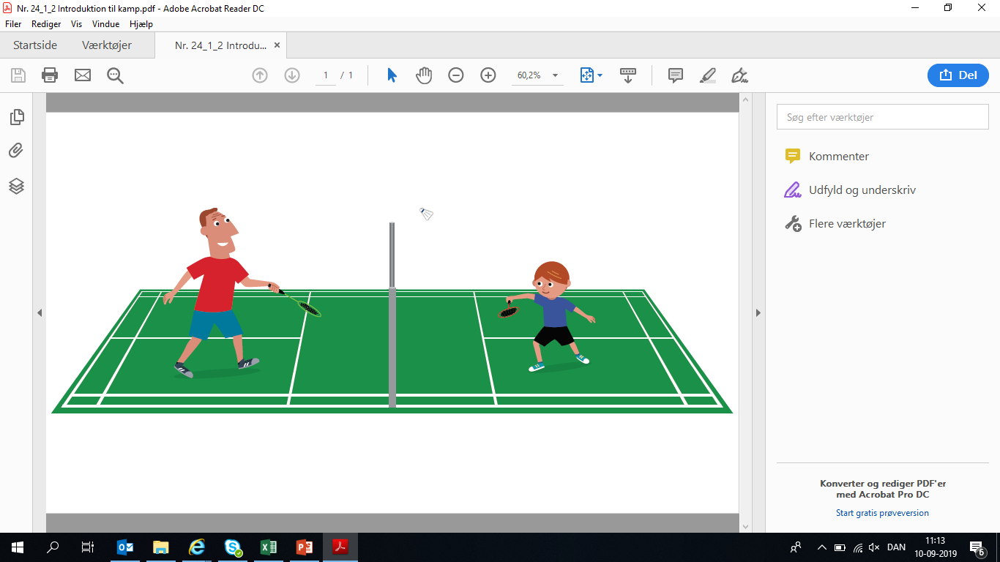 Nr. 24_1_2 Introduktion til kamp.pdf - Adobe Acrobat Reader DC
Filer Rediger Vis Vindue Hjælp
Startside Værktøjer Nr. 24_1_2 Introdu... ×
1 / 1 60,2% Del
Søg efter værktøjer
Kommenter
Udfyld og underskriv
Flere værktøjer
Konverter og rediger PDF'er
med Acrobat Pro DC
Start gratis prøveversion
DAN 11:13
10-09-2019 6